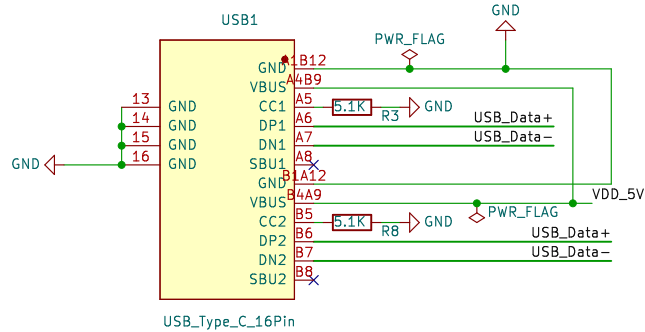 USB1
GND
PWR_FLAG
A1B12
GND
A4B9
VBUS
13
GND
A5
CC1
5.1K
R3
GND
14
GND
A6
DP1
USB_Data+
15
GND
A7
DN1
USB_Data-
GND
16
GND
A8
SBU1
B1A12
GND
B4A9
VBUS
VDD_5V
PWR_FLAG
B5
CC2
5.1K
R8
GND
B6
DP2
USB_Data+
B7
DN2
USB_Data-
B8
SBU2
USB_Type_C_16Pin